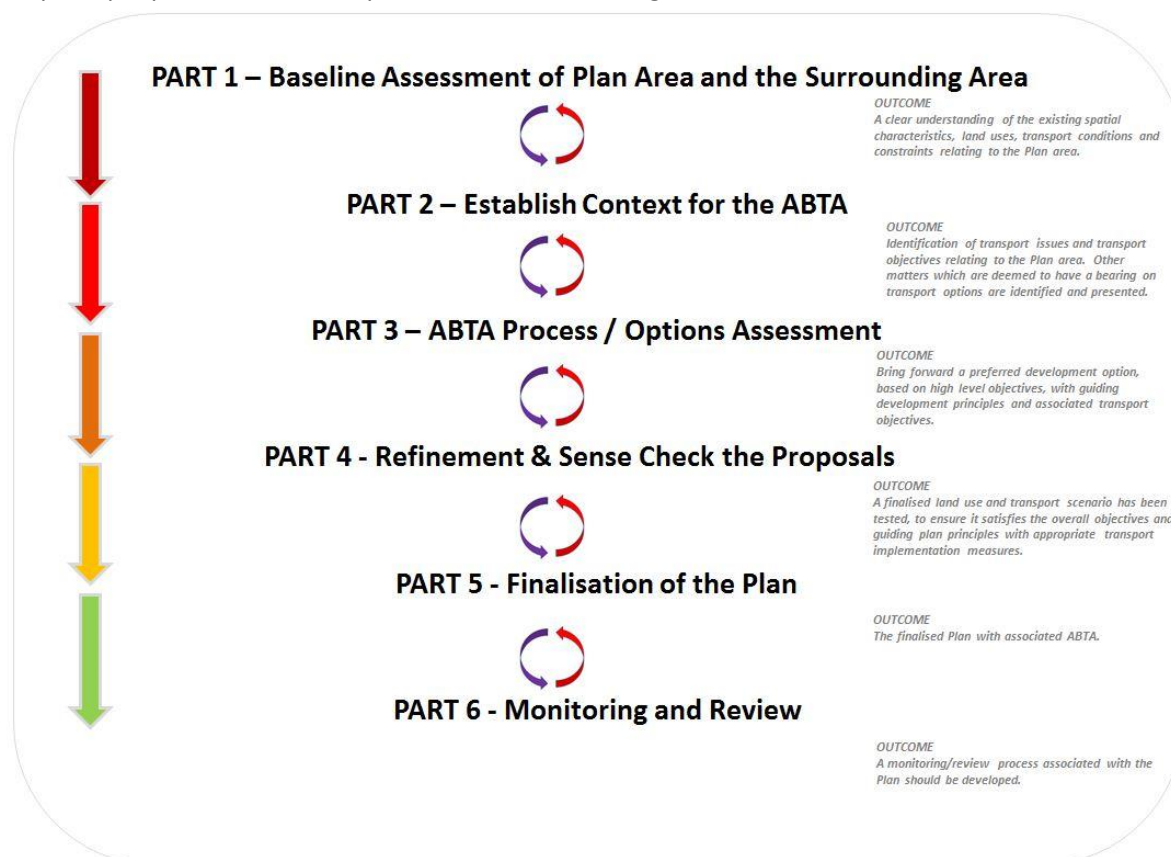 PART 1 – Baseline Assessment of Plan Area and the Surrounding Area
OUTCOME
A clear understanding of the existing spatial
characteristics, land uses, transport conditions and
constraints relating to the Plan area.
PART 2 – Establish Context for the ABTA
OUTCOME
Identification of transport issues and transport
objectives relating to the Plan area. Other
matters which are deemed to have a bearing on
transport options are identified and presented.
PART 3 – ABTA Process / Options Assessment
OUTCOME
Bring forward a preferred development option,
based on high level objectives, with guiding
development principles and associated transport
objectives.
PART 4 - Refinement & Sense Check the Proposals
OUTCOME
A finalised land use and transport scenario has been
tested, to ensure it satisfies the overall objectives and
guiding plan principles with appropriate transport
implementation measures.
PART 5 - Finalisation of the Plan
OUTCOME
The finalised Plan with associated ABTA.
PART 6 - Monitoring and Review
OUTCOME
A monitoring/review process associated with the
Plan should be developed.